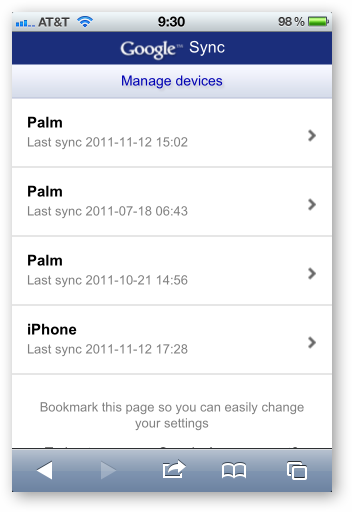 AT&T 9:30 98 %
Google™ Sync
Manage devices
Palm
Last sync 2011-11-12 15:02
Palm
Last sync 2011-07-18 06:43
Palm
Last sync 2011-10-21 14:56
iPhone
Last sync 2011-11-12 17:28
Bookmark this page so you can easily change
your settings